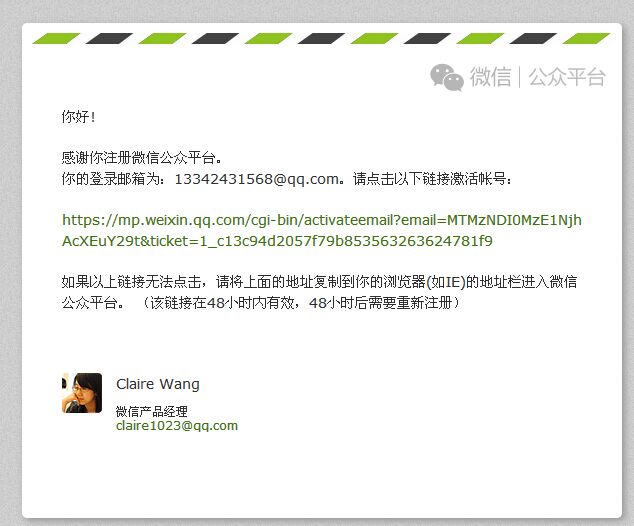 微信 | 公众平台
你好!
感谢你注册微信公众平台。
你的登录邮箱为：13342431568@qq.com。请点击以下链接激活帐号：
https://mp.weixin.qq.com/cgi-bin/activateemail?email=MTMzNDI0MzE1Njh
AcXEuY29t&ticket=1_c13c94d2057f79b853563263624781f9
如果以上链接无法点击，请将上面的地址复制到你的浏览器(如IE)的地址栏进入微信
公众平台。 （该链接在48小时内有效，48小时后需要重新注册）
Claire Wang
微信产品经理
claire1023@qq.com